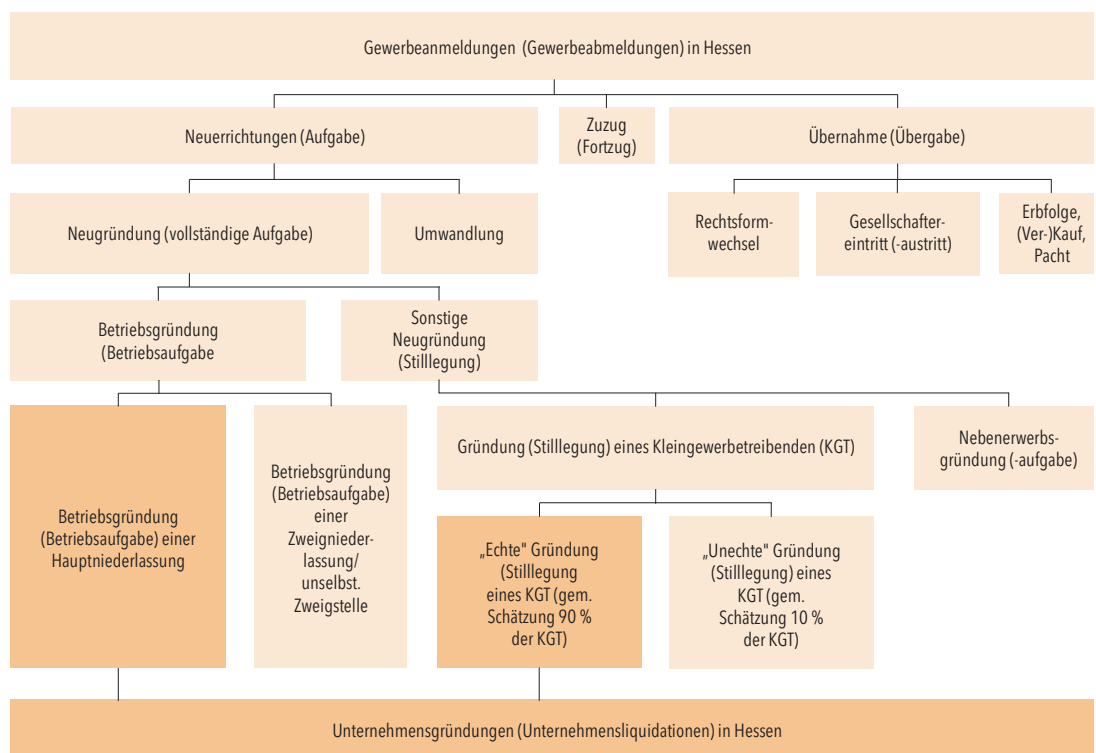 Gewerbeanmeldungen (Gewerbeabmeldungen) in Hessen
Neuerrichtungen (Aufgabe)
Zuzug
(Fortzug)
Übernahme (Übergabe)
Neugründung (vollständige Aufgabe)
Umwandlung
Rechtsform-
wechsel
Gesellschafter-
eintritt (-austritt)
Erbfolge,
(Ver-)Kauf,
Pacht
Betriebsgründung
(Betriebsaufgabe
Sonstige
Neugründung
(Stilllegung)
Betriebsgründung
(Betriebsaufgabe) einer
Hauptniederlassung
Betriebsgründung
(Betriebsaufgabe)
einer
Zweignieder-
lassung/
unselbst.
Zweigstelle
Gründung (Stilllegung) eines Kleingewerbetreibenden (KGT)
Nebenerwerbs-
gründung (-aufgabe)
„Echte" Gründung
(Stilllegung
eines KGT (gem.
Schätzung 90 %
der KGT)
„Unechte" Gründung
(Stilllegung) eines
KGT (gem.
Schätzung 10 %
der KGT)
Unternehmensgründungen (Unternehmensliquidationen) in Hessen